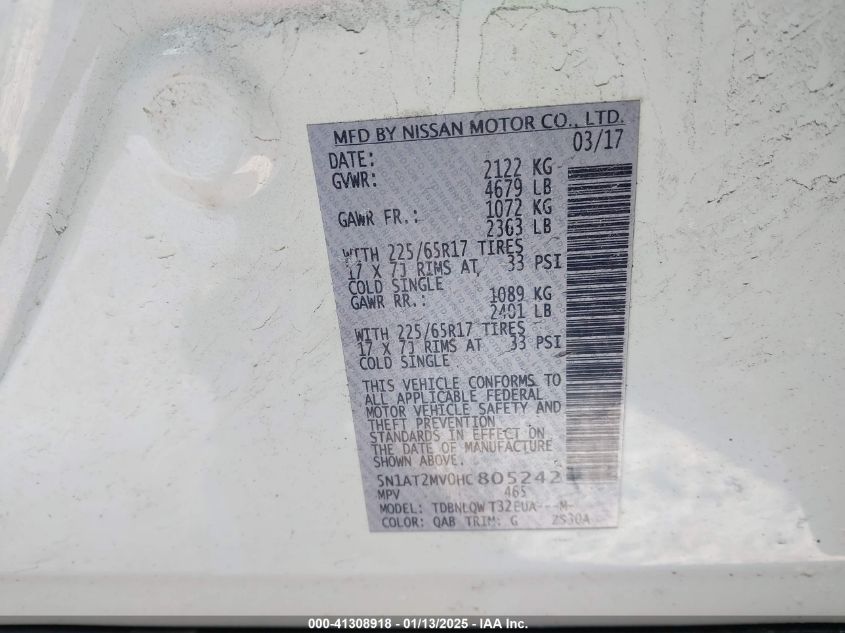 MFD BY NISSAN MOTOR CO., LTD.
DATE: 03/17
GVWR: 2122 KG
4679 LB
GAWR FR.: 1072 KG
2363 LB
WITH 225/65R17 TIRES
17 X 7J RIMS AT, 33 PSI
COLD SINGLE
GAWR RR.: 1089 KG
2401 LB
WITH 225/65R17 TIRES
17 X 7J RIMS AT 33 PSI
COLD SINGLE
THIS VEHICLE CONFORMS TO
ALL APPLICABLE FEDERAL
MOTOR VEHICLE SAFETY AND
THEFT PREVENTION
STANDARDS IN EFFECT ON
THE DATE OF MANUFACTURE
SHOWN ABOVE.
5N1AT2MV0HC805242
MPV 465
MODEL: TDBNLQW T32EUA---M-
COLOR: QAB TRIM: G
000-41308918 - 01/13/2025 - IAA Inc.